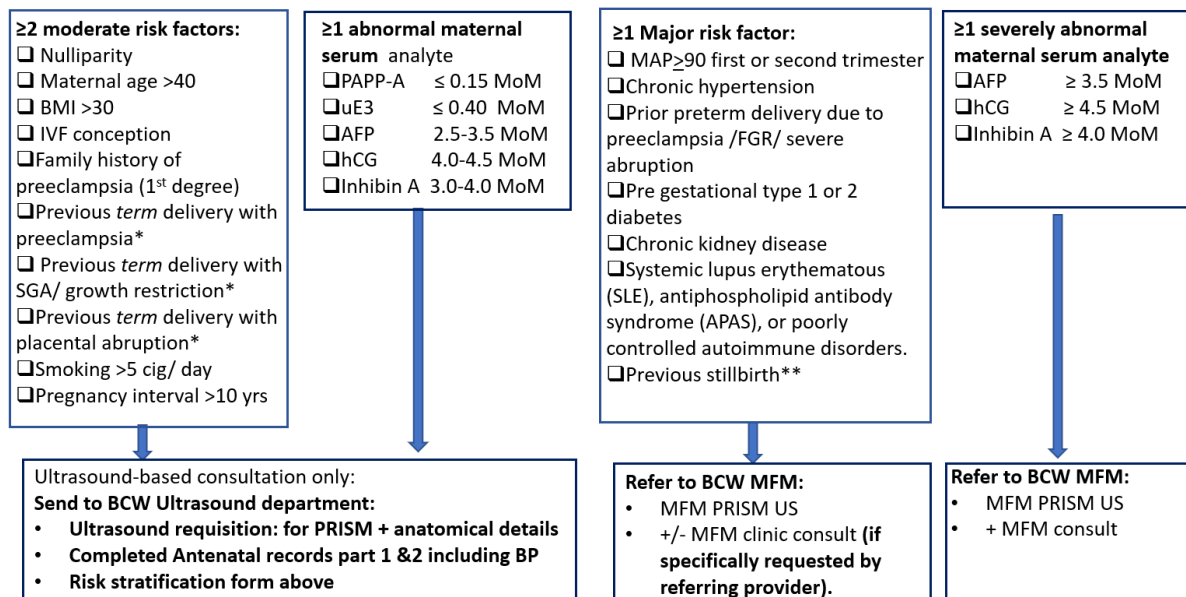 ≥2 moderate risk factors:
❑ Nulliparity
❑ Maternal age >40
❑ BMI >30
❑ IVF conception
❑Family history of
preeclampsia (1st degree)
❑Previous term delivery with
preeclampsia*
❑ Previous term delivery with
SGA/ growth restriction*
❑Previous term delivery with
placental abruption*
❑Smoking >5 cig/ day
❑Pregnancy interval >10 yrs
≥1 abnormal maternal
serum analyte
❑PAPP-A ≤ 0.15 MoM
❑uE3 ≤ 0.40 MoM
❑AFP 2.5-3.5 MoM
❑hCG 4.0-4.5 MoM
❑Inhibin A 3.0-4.0 MoM
≥1 Major risk factor:
❑ MAP≥90 first or second trimester
❑Chronic hypertension
❑Prior preterm delivery due to
preeclampsia /FGR/ severe
abruption
❑Pre gestational type 1 or 2
diabetes
❑Chronic kidney disease
❑Systemic lupus erythematous
(SLE), antiphospholipid antibody
syndrome (APAS), or poorly
controlled autoimmune disorders.
❑Previous stillbirth**
≥1 severely abnormal
maternal serum analyte
❑AFP ≥ 3.5 MoM
❑hCG ≥ 4.5 MoM
❑Inhibin A ≥ 4.0 MoM
Ultrasound-based consultation only:
Send to BCW Ultrasound department:
• Ultrasound requisition: for PRISM + anatomical details
• Completed Antenatal records part 1 &2 including BP
• Risk stratification form above
Refer to BCW MFM:
• MFM PRISM US
• +/- MFM clinic consult (if
specifically requested by
referring provider).
Refer to BCW MFM:
• MFM PRISM US
• + MFM consult